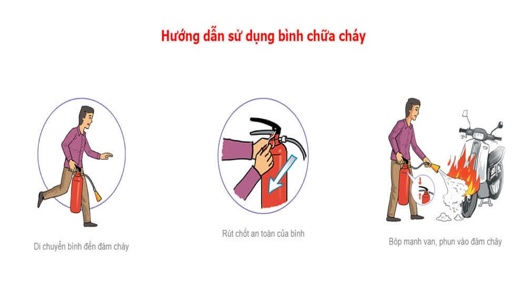 Hướng dẫn sử dụng bình chữa cháy
Di chuyển bình đến đám cháy
Rút chốt an toàn của bình
Bóp mạnh van, phun vào đám cháy